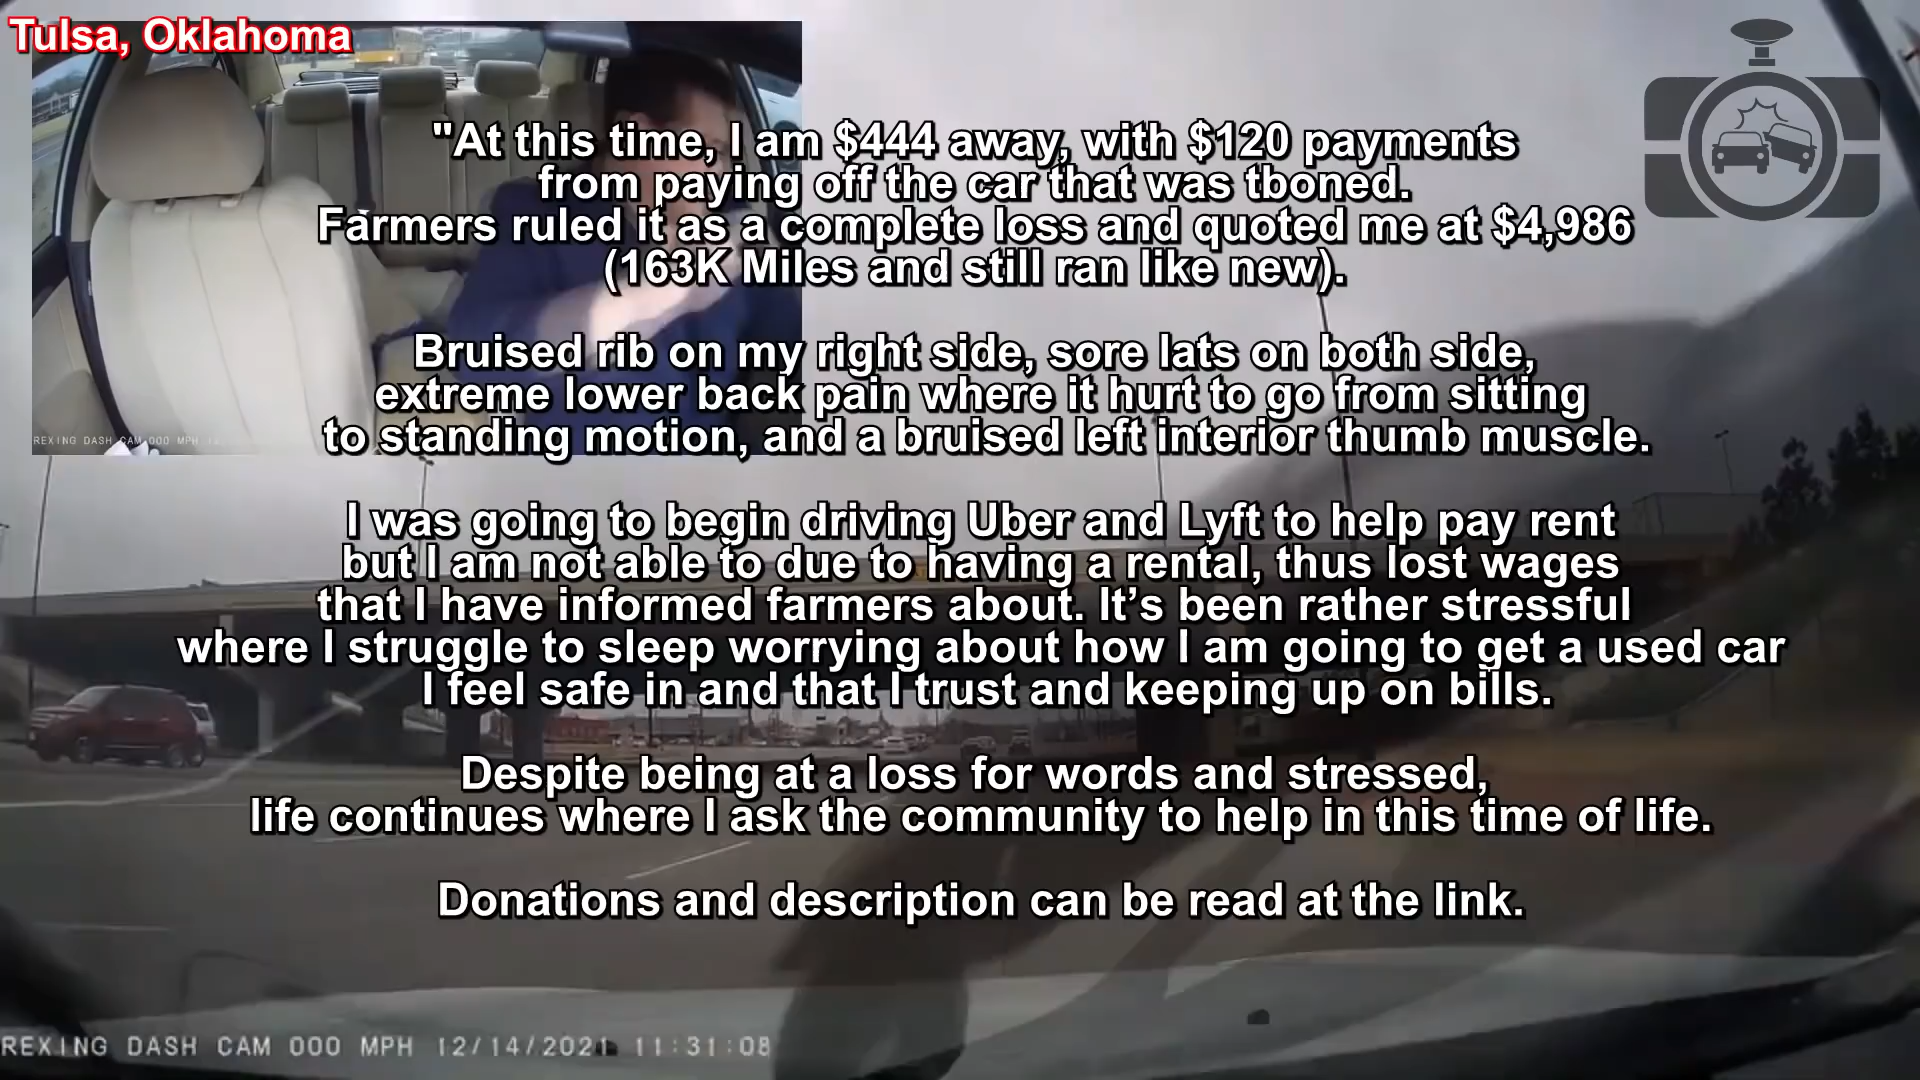 Tulsa, Oklahoma
"At this time, I am $444 away, with $120 payments
from paying off the car that was tboned.
Farmers ruled it as a complete loss and quoted me at $4,986
(163K Miles and still ran like new).
Bruised rib on my right side, sore lats on both side,
extreme lower back pain where it hurt to go from sitting
to standing motion, and a bruised left interior thumb muscle.
REXING DASH CAM 000 MPH
I was going to begin driving Uber and Lyft to help pay rent
but I am not able to due to having a rental, thus lost wages
that I have informed farmers about. It’s been rather stressful
where I struggle to sleep worrying about how I am going to get a used car
I feel safe in and that I trust and keeping up on bills.
Despite being at a loss for words and stressed,
life continues where I ask the community to help in this time of life.
Donations and description can be read at the link.
REXING DASH CAM 000 MPH 12/14/2021 11:31:08